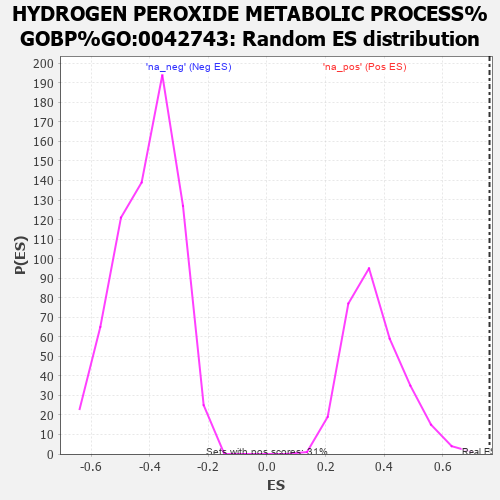 HYDROGEN PEROXIDE METABOLIC PROCESS%
GOBP%GO:0042743: Random ES distribution
'na_neg' (Neg ES) 'na_pos' (Pos ES)
P(ES)
200
190
180
170
160
150
140
130
120
110
100
90
80
70
60
50
40
30
20
10
0
Sets with pos scores: 31%
Real ES
-0.6 -0.4 -0.2 0.0 0.2 0.4 0.6
ES